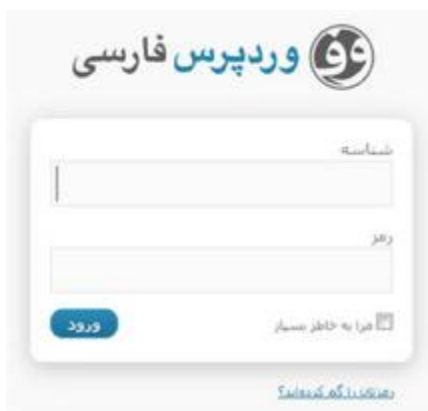 وردپرس فارسی
شناسه
رمز
مرا به خاطر بسپار
ورود
رمزتان را گم کرده‌اید؟